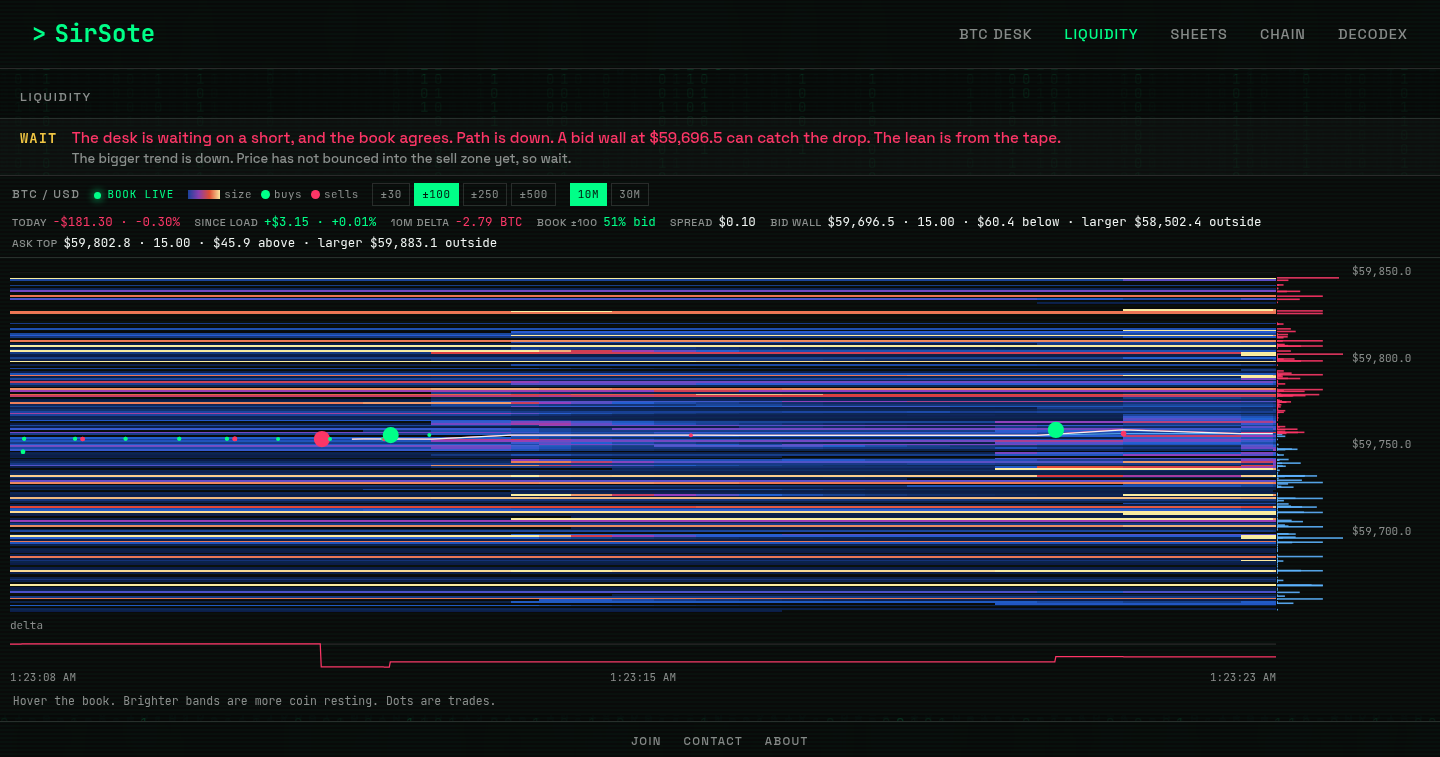 > SirSote
BTC DESK LIQUIDITY SHEETS CHAIN DECODEX
LIQUIDITY
WAIT The desk is waiting on a short, and the book agrees. Path is down. A bid wall at $59,696.5 can catch the drop. The lean is from the tape.
The bigger trend is down. Price has not bounced into the sell zone yet, so wait.
BTC / USD BOOK LIVE size buys sells ±30 ±100 ±250 ±500 10M 30M
TODAY -$181.30 · -0.30% SINCE LOAD +$3.15 · +0.01% 10M DELTA -2.79 BTC BOOK ±100 51% bid SPREAD $0.10 BID WALL $59,696.5 · 15.00 · $60.4 below · larger $58,502.4 outside
ASK TOP $59,802.8 · 15.00 · $45.9 above · larger $59,883.1 outside
$59,850.0
$59,800.0
$59,750.0
$59,700.0
delta
1:23:08 AM 1:23:15 AM 1:23:23 AM
Hover the book. Brighter bands are more coin resting. Dots are trades.
JOIN CONTACT ABOUT